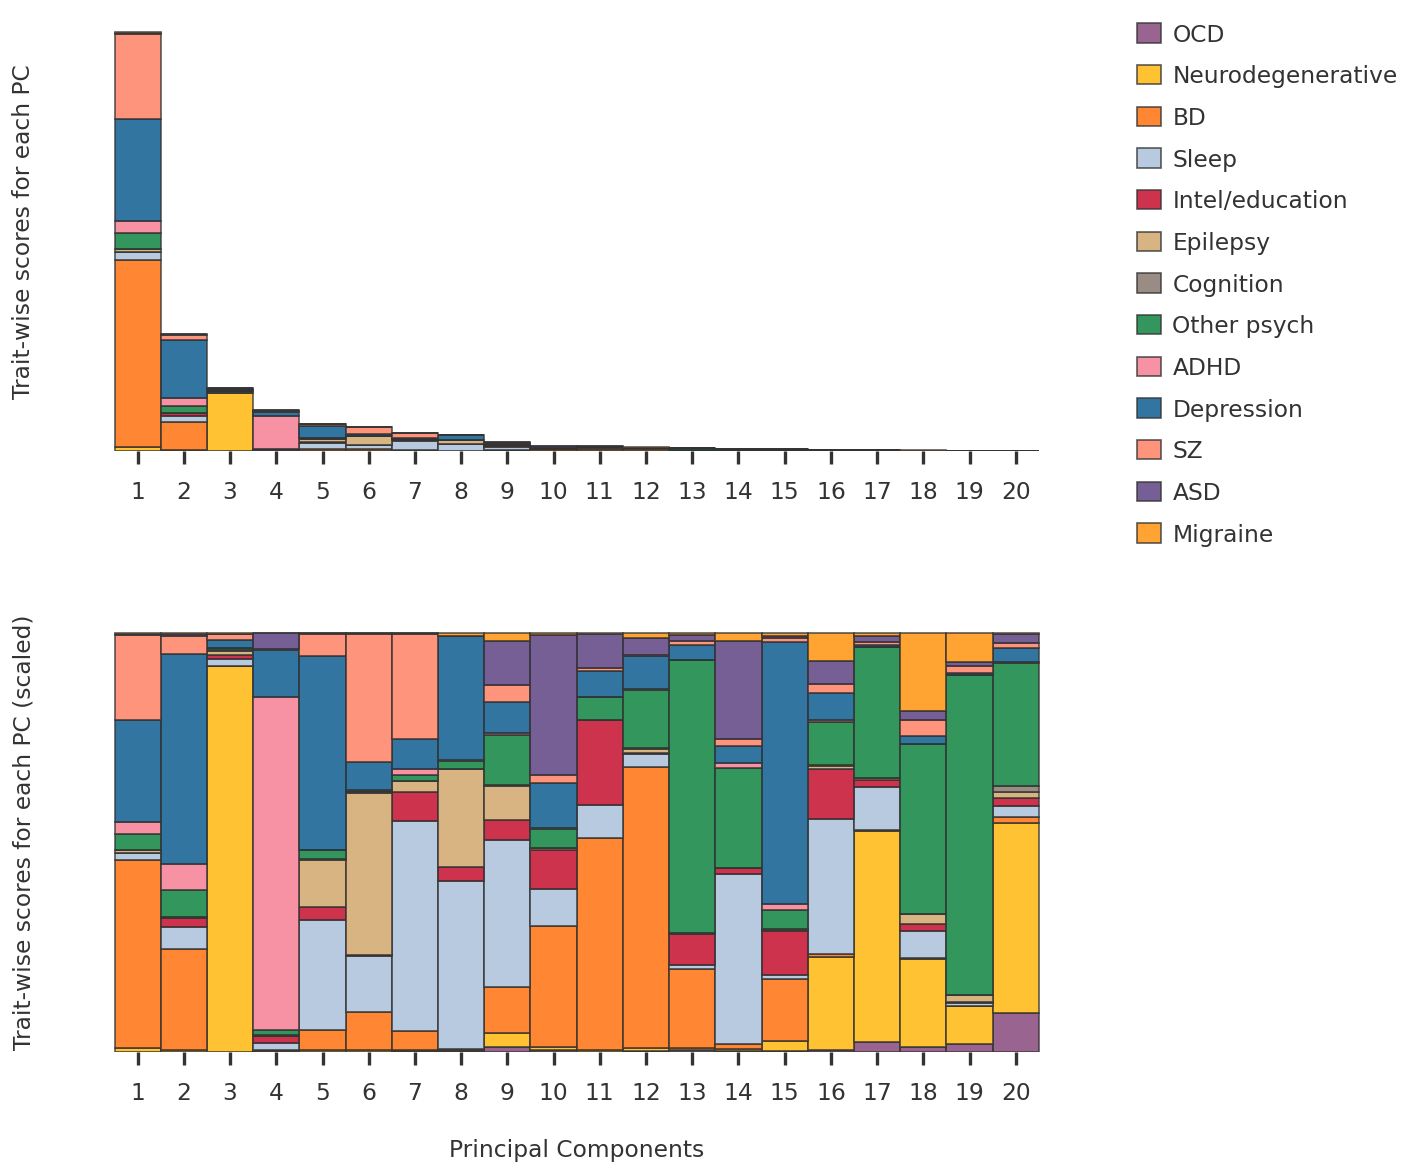 Trait-wise scores for each PC
1 2 3 4 5 6 7 8 9 10 11 12 13 14 15 16 17 18 19 20
OCD
Neurodegenerative
BD
Sleep
Intel/education
Epilepsy
Cognition
Other psych
ADHD
Depression
SZ
ASD
Migraine
Trait-wise scores for each PC (scaled)
1 2 3 4 5 6 7 8 9 10 11 12 13 14 15 16 17 18 19 20
Principal Components